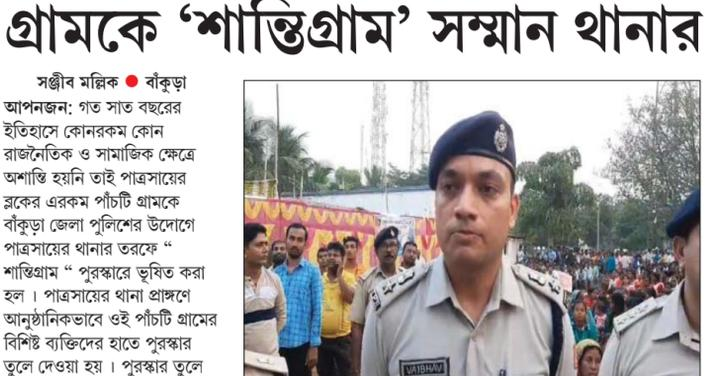 গ্রামকে ‘শান্তিগ্রাম’ সম্মান থানার
সঞ্জীব মল্লিক ● বাঁকুড়া
আপনজন: গত সাত বছরের
ইতিহাসে কোনরকম কোন
রাজনৈতিক ও সামাজিক ক্ষেত্রে
অশান্তি হয়নি তাই পাত্রসায়ের
ব্লকের এরকম পাঁচটি গ্রামকে
বাঁকুড়া জেলা পুলিশের উদোগে
পাত্রসায়ের থানার তরফে “
শান্তিগ্রাম “ পুরস্কারে ভূষিত করা
হল । পাত্রসায়ের থানা প্রাঙ্গণে
আনুষ্ঠানিকভাবে ওই পাঁচটি গ্রামের
বিশিষ্ট ব্যক্তিদের হাতে পুরস্কার
তুলে দেওয়া হয় । পুরস্কার তুলে
VAIBHAV